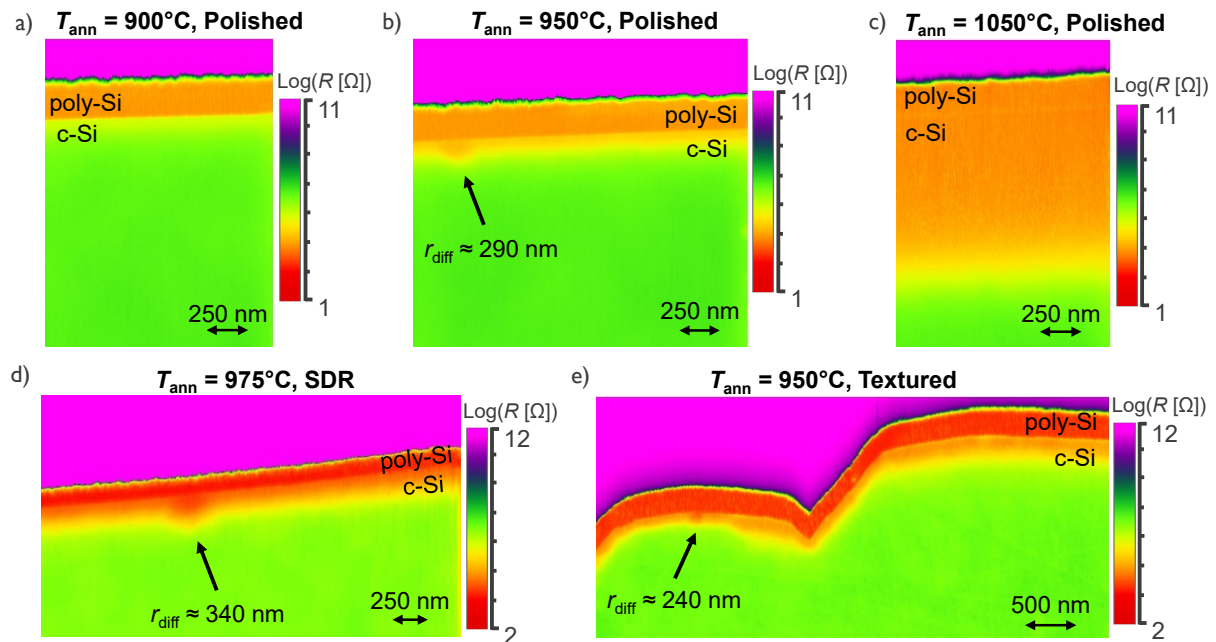 a)
T_ann = 900°C, Polished
Log(R [Ω])
11
1
poly-Si
c-Si
250 nm
b)
T_ann = 950°C, Polished
Log(R [Ω])
11
1
poly-Si
c-Si
r_diff ≈ 290 nm
250 nm
c)
T_ann = 1050°C, Polished
Log(R [Ω])
11
1
poly-Si
c-Si
250 nm
d)
T_ann = 975°C, SDR
Log(R [Ω])
12
2
poly-Si
c-Si
r_diff ≈ 340 nm
250 nm
e)
T_ann = 950°C, Textured
Log(R [Ω])
12
2
poly-Si
c-Si
r_diff ≈ 240 nm
500 nm